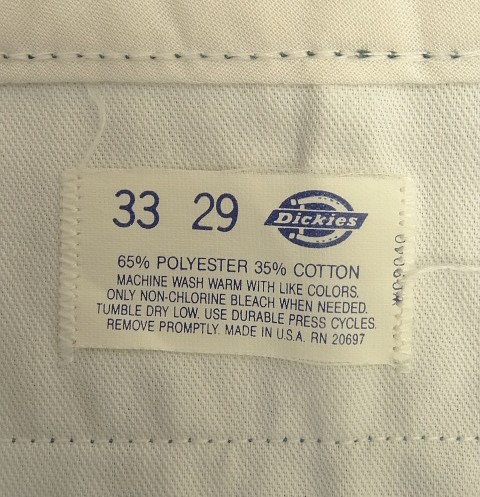 33 29 Dickies
65% POLYESTER 35% COTTON
MACHINE WASH WARM WITH LIKE COLORS.
ONLY NON-CHLORINE BLEACH WHEN NEEDED.
TUMBLE DRY LOW. USE DURABLE PRESS CYCLES.
REMOVE PROMPTLY. MADE IN U.S.A. RN 20697